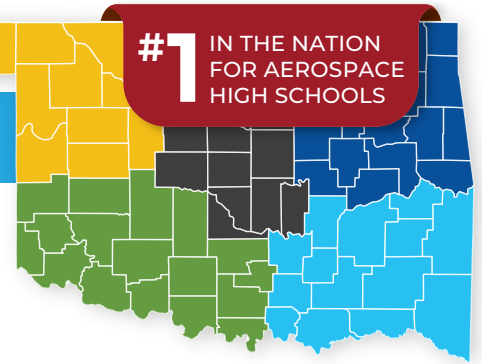 #1 IN THE NATION
FOR AEROSPACE
HIGH SCHOOLS